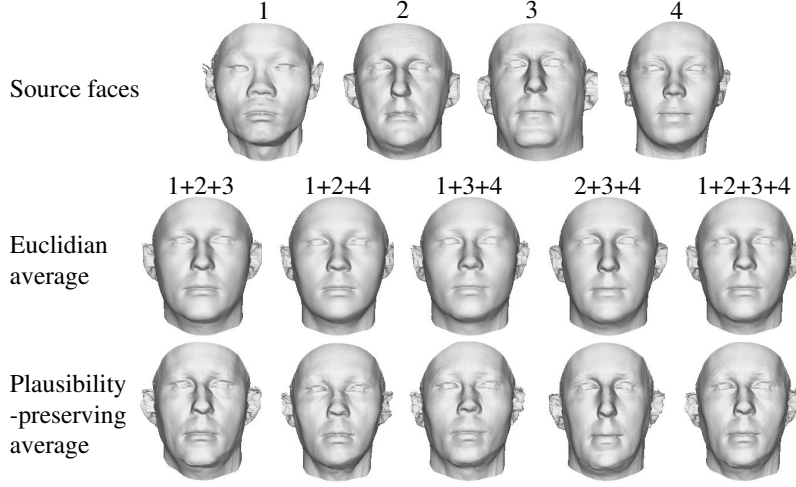 1 2 3 4
Source faces
1+2+3 1+2+4 1+3+4 2+3+4 1+2+3+4
Euclidian
average
Plausibility
-preserving
average